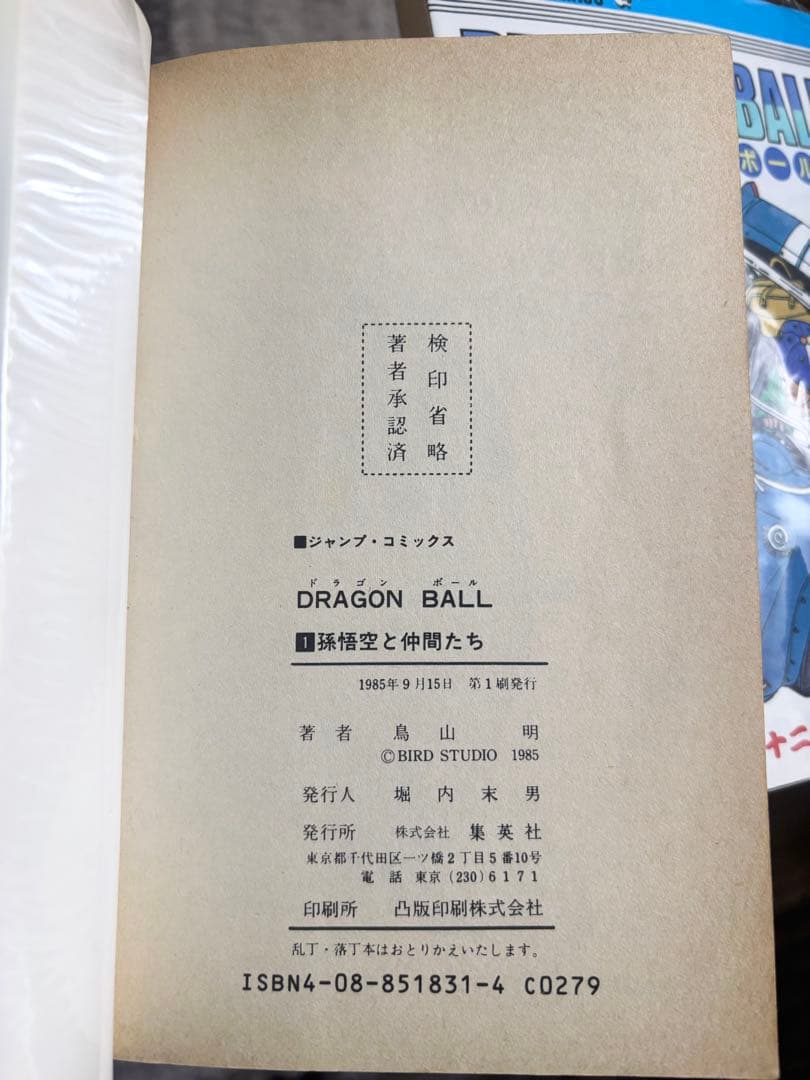 検印省略
著者承認済
■ジャンプ・コミックス
ドラゴン ボール
DRAGON BALL
1 孫悟空と仲間たち
1985年9月15日 第1刷発行
著者 鳥山 明
©BIRD STUDIO 1985
発行人 堀内末男
発行所 株式会社 集英社
東京都千代田区一ツ橋2丁目5番10号
電話 東京(230)6171
印刷所 凸版印刷株式会社
乱丁・落丁本はおとりかえいたします。
ISBN4-08-851831-4 C0279
BAL
ボール